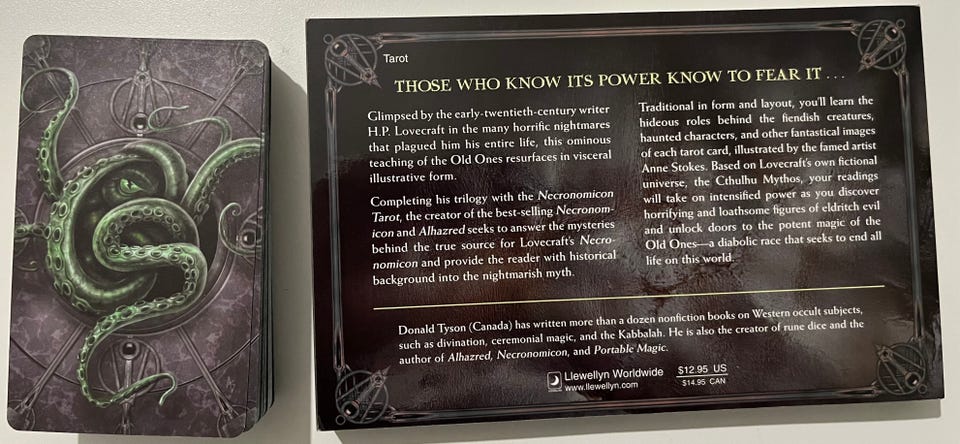 Tarot
THOSE WHO KNOW ITS POWER KNOW TO FEAR IT . . .
Glimpsed by the early-twentieth-century writer
H.P. Lovecraft in the many horrific nightmares
that plagued him his entire life, this ominous
teaching of the Old Ones resurfaces in visceral
illustrative form.
Completing his trilogy with the Necronomicon
Tarot, the creator of the best-selling Necronom-
icon and Alhazred seeks to answer the mysteries
behind the true source for Lovecraft's Necro-
nomicon and provide the reader with historical
background into the nightmarish myth.
Traditional in form and layout, you'll learn the
hideous roles behind the fiendish creatures,
haunted characters, and other fantastical images
of each tarot card, illustrated by the famed artist
Anne Stokes. Based on Lovecraft's own fictional
universe, the Cthulhu Mythos, your readings
will take on intensified power as you discover
horrifying and loathsome figures of eldritch evil
and unlock doors to the potent magic of the
Old Ones—a diabolic race that seeks to end all
life on this world.
Donald Tyson (Canada) has written more than a dozen nonfiction books on Western occult subjects,
such as divination, ceremonial magic, and the Kabbalah. He is also the creator of rune dice and the
author of Alhazred, Necronomicon, and Portable Magic.
Llewellyn Worldwide
www.llewellyn.com
$12.95 US
$14.95 CAN